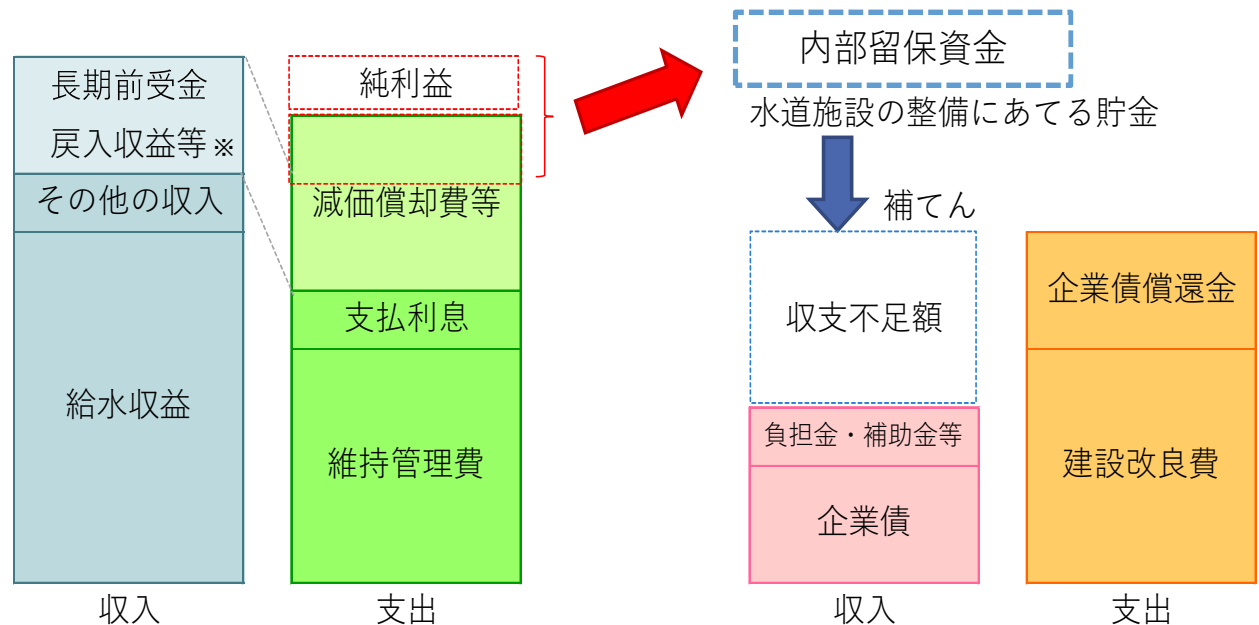 長期前受金
戻入収益等※
その他の収入
給水収益
収入
純利益
減価償却費等
支払利息
維持管理費
支出
内部留保資金
水道施設の整備にあてる貯金
補てん
収支不足額
負担金・補助金等
企業債
収入
企業債償還金
建設改良費
支出